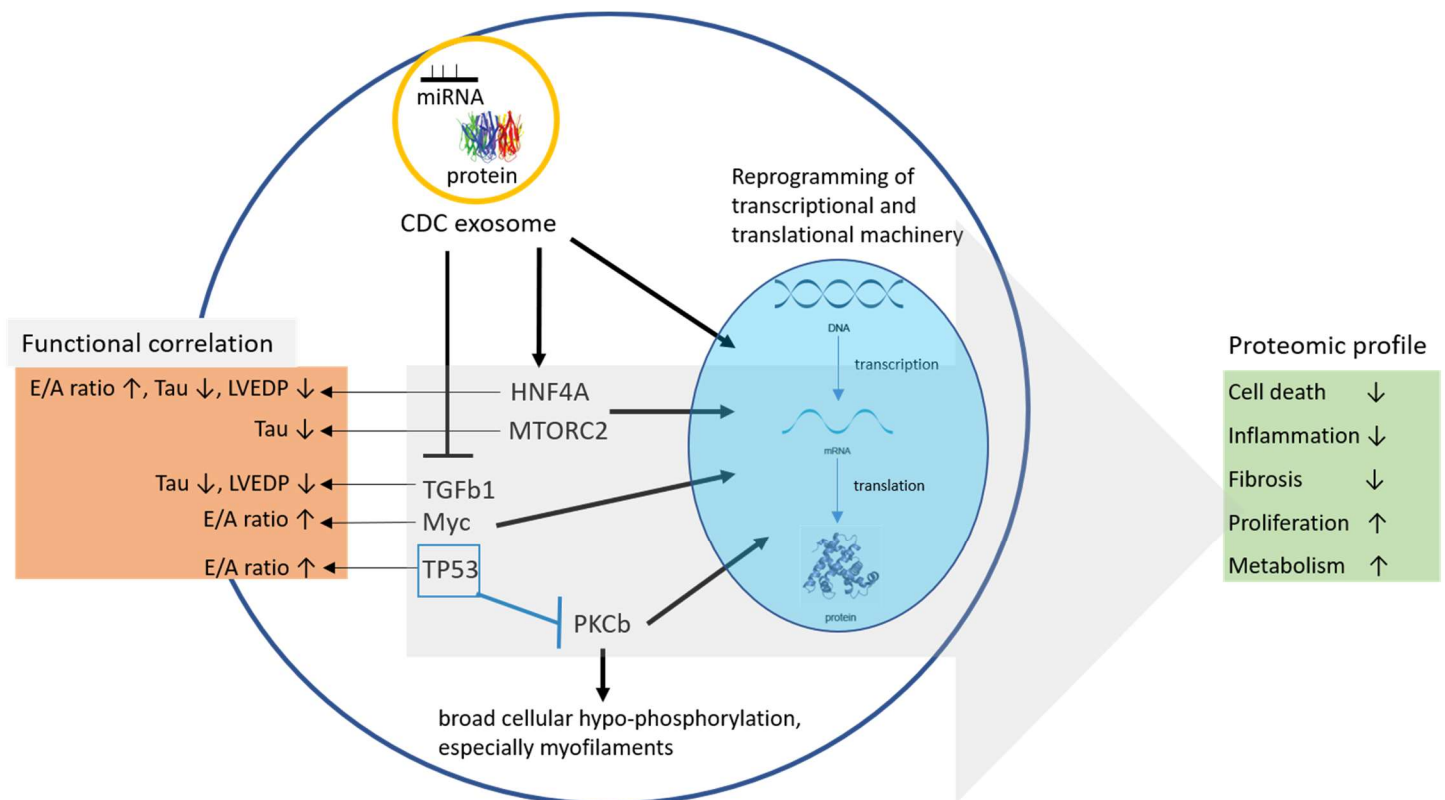 miRNA
protein
CDC exosome
Reprogramming of
transcriptional and
translational machinery
DNA
transcription
mRNA
translation
protein
Functional correlation
E/A ratio ↑, Tau ↓, LVEDP ↓
Tau ↓
Tau ↓, LVEDP ↓
E/A ratio ↑
E/A ratio ↑
HNF4A
MTORC2
TGFb1
Myc
TP53
PKCb
broad cellular hypo-phosphorylation,
especially myofilaments
Proteomic profile
Cell death ↓
Inflammation ↓
Fibrosis ↓
Proliferation ↑
Metabolism ↑